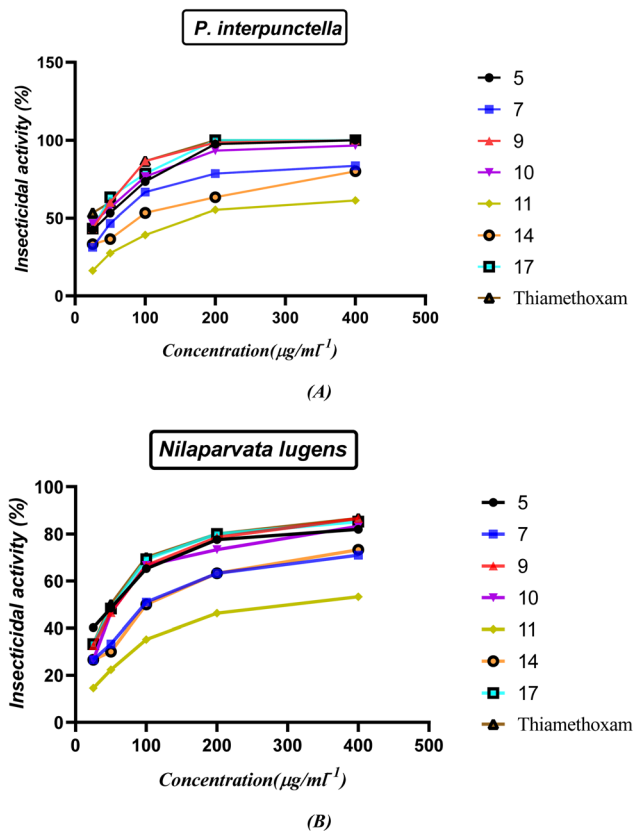 P. interpunctella
Insecticidal activity (%)
150
100
50
0
0 100 200 300 400 500
Concentration(µg/ml⁻¹)
5
7
9
10
11
14
17
Thiamethoxam
(A)
Nilaparvata lugens
Insecticidal activity (%)
100
80
60
40
20
0
0 100 200 300 400 500
Concentration(µg/ml⁻¹)
5
7
9
10
11
14
17
Thiamethoxam
(B)